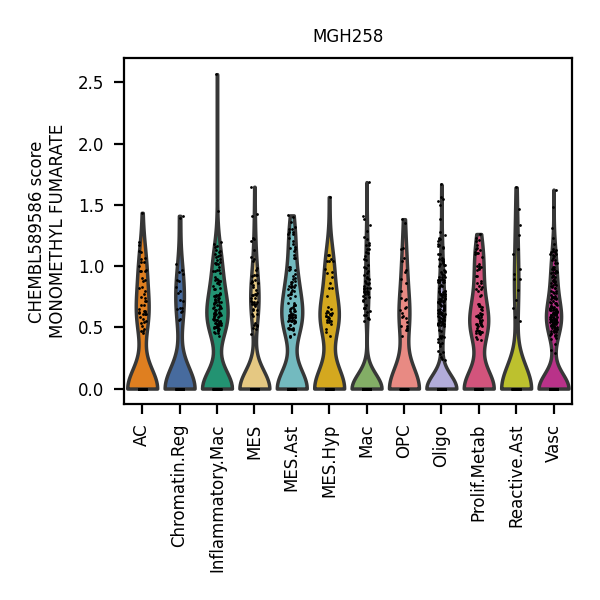 MGH258
CHEMBL589586 score
MONOMETHYL FUMARATE
2.5
2.0
1.5
1.0
0.5
0.0
AC
Chromatin.Reg
Inflammatory.Mac
MES
MES.Ast
MES.Hyp
Mac
OPC
Oligo
Prolif.Metab
Reactive.Ast
Vasc